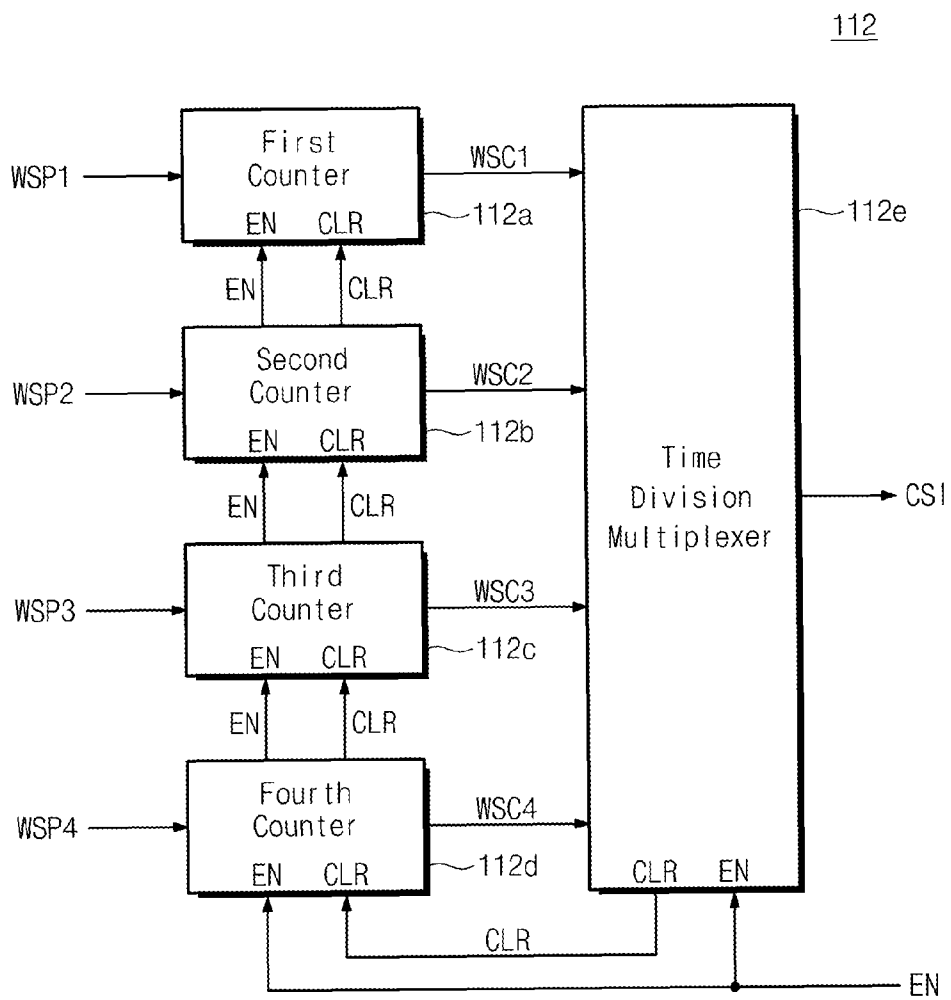 112
First
Counter
EN CLR
WSP1
WSC1
112a
112e
EN
CLR
Second
Counter
EN CLR
WSP2
WSC2
112b
EN
CLR
Time
Division
Multiplexer
CSI
Third
Counter
EN CLR
WSP3
WSC3
112c
EN
CLR
Fourth
Counter
EN CLR
WSP4
WSC4
112d
CLR EN
CLR
EN